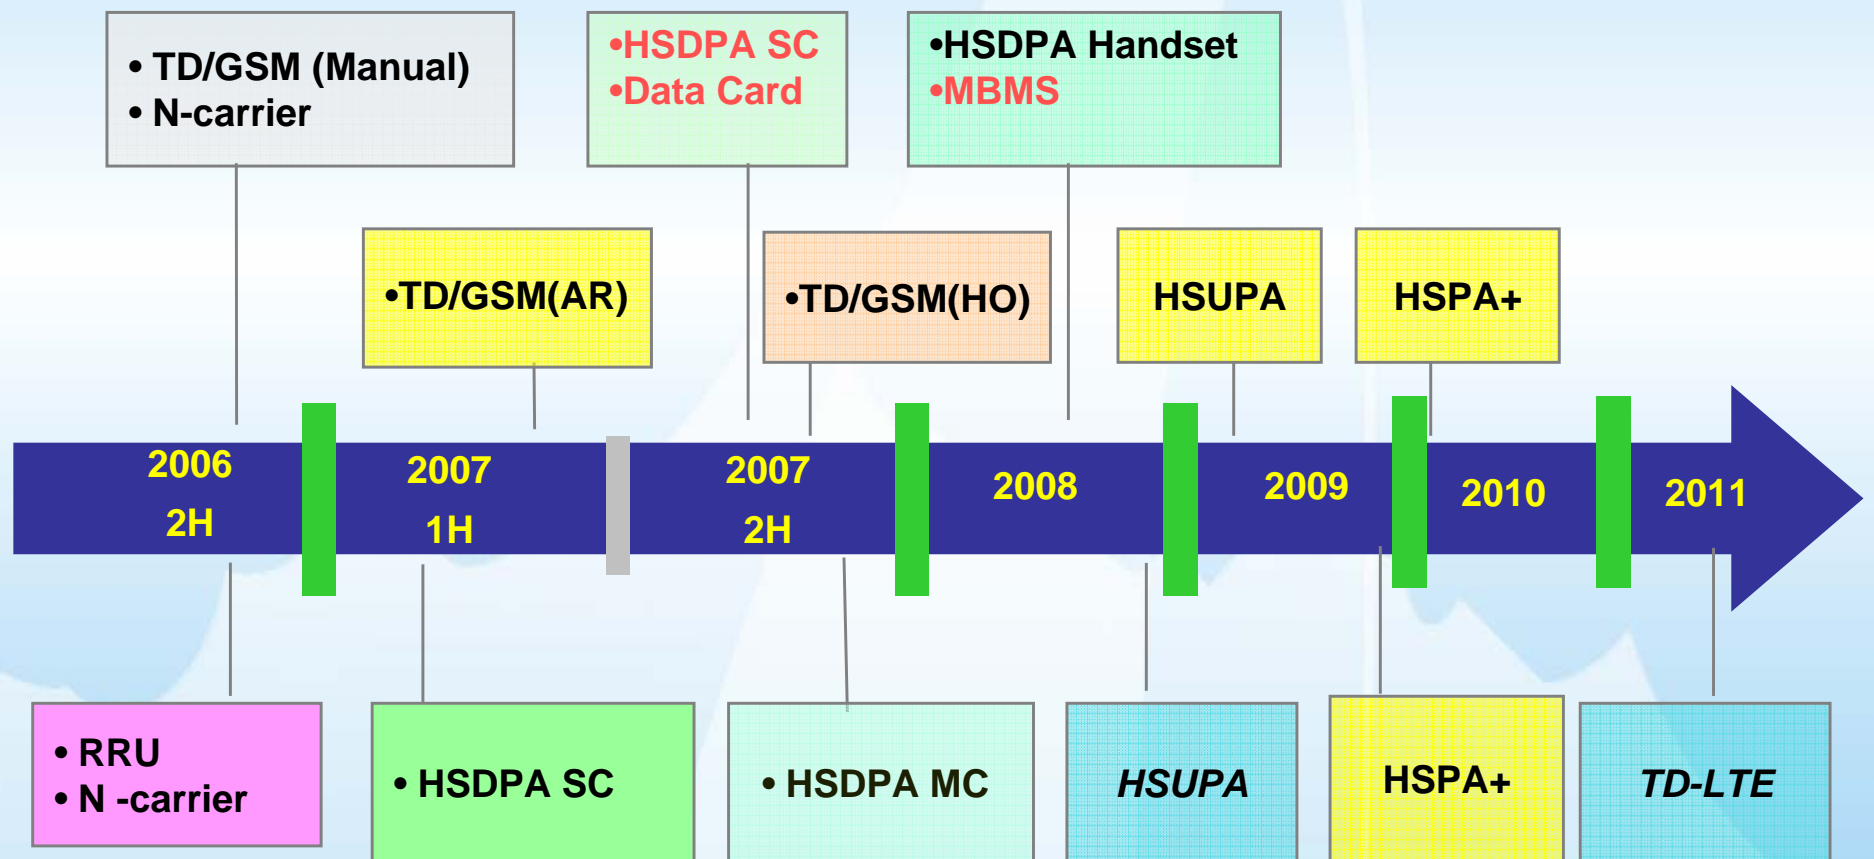 • TD/GSM (Manual)
• N-carrier
•HSDPA SC
•Data Card
•HSDPA Handset
•MBMS
•TD/GSM(AR)
•TD/GSM(HO)
HSUPA
HSPA+
2006
2H
2007
1H
2007
2H
2008
2009
2010
2011
• RRU
• N -carrier
• HSDPA SC
• HSDPA MC
HSUPA
HSPA+
TD-LTE